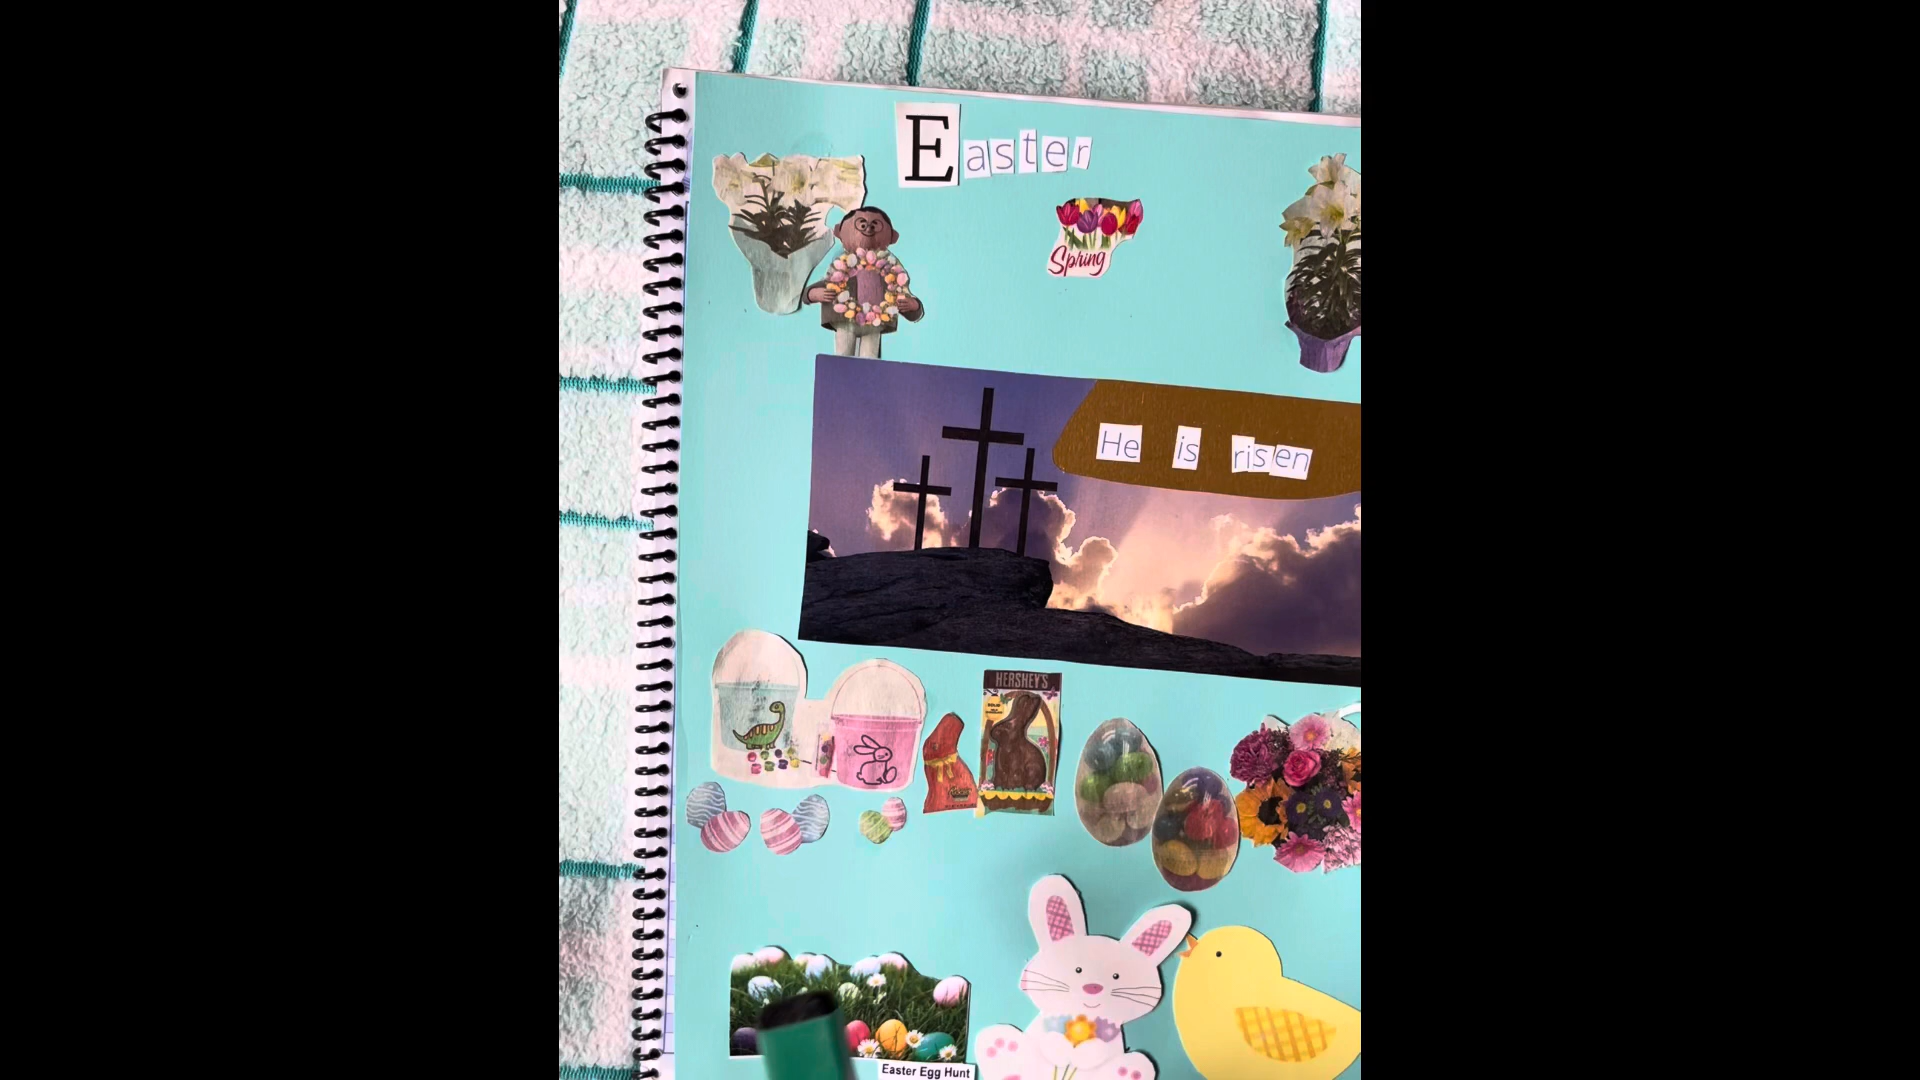 Easter
Spring
He is risen
HERSHEY'S
Easter Egg Hunt